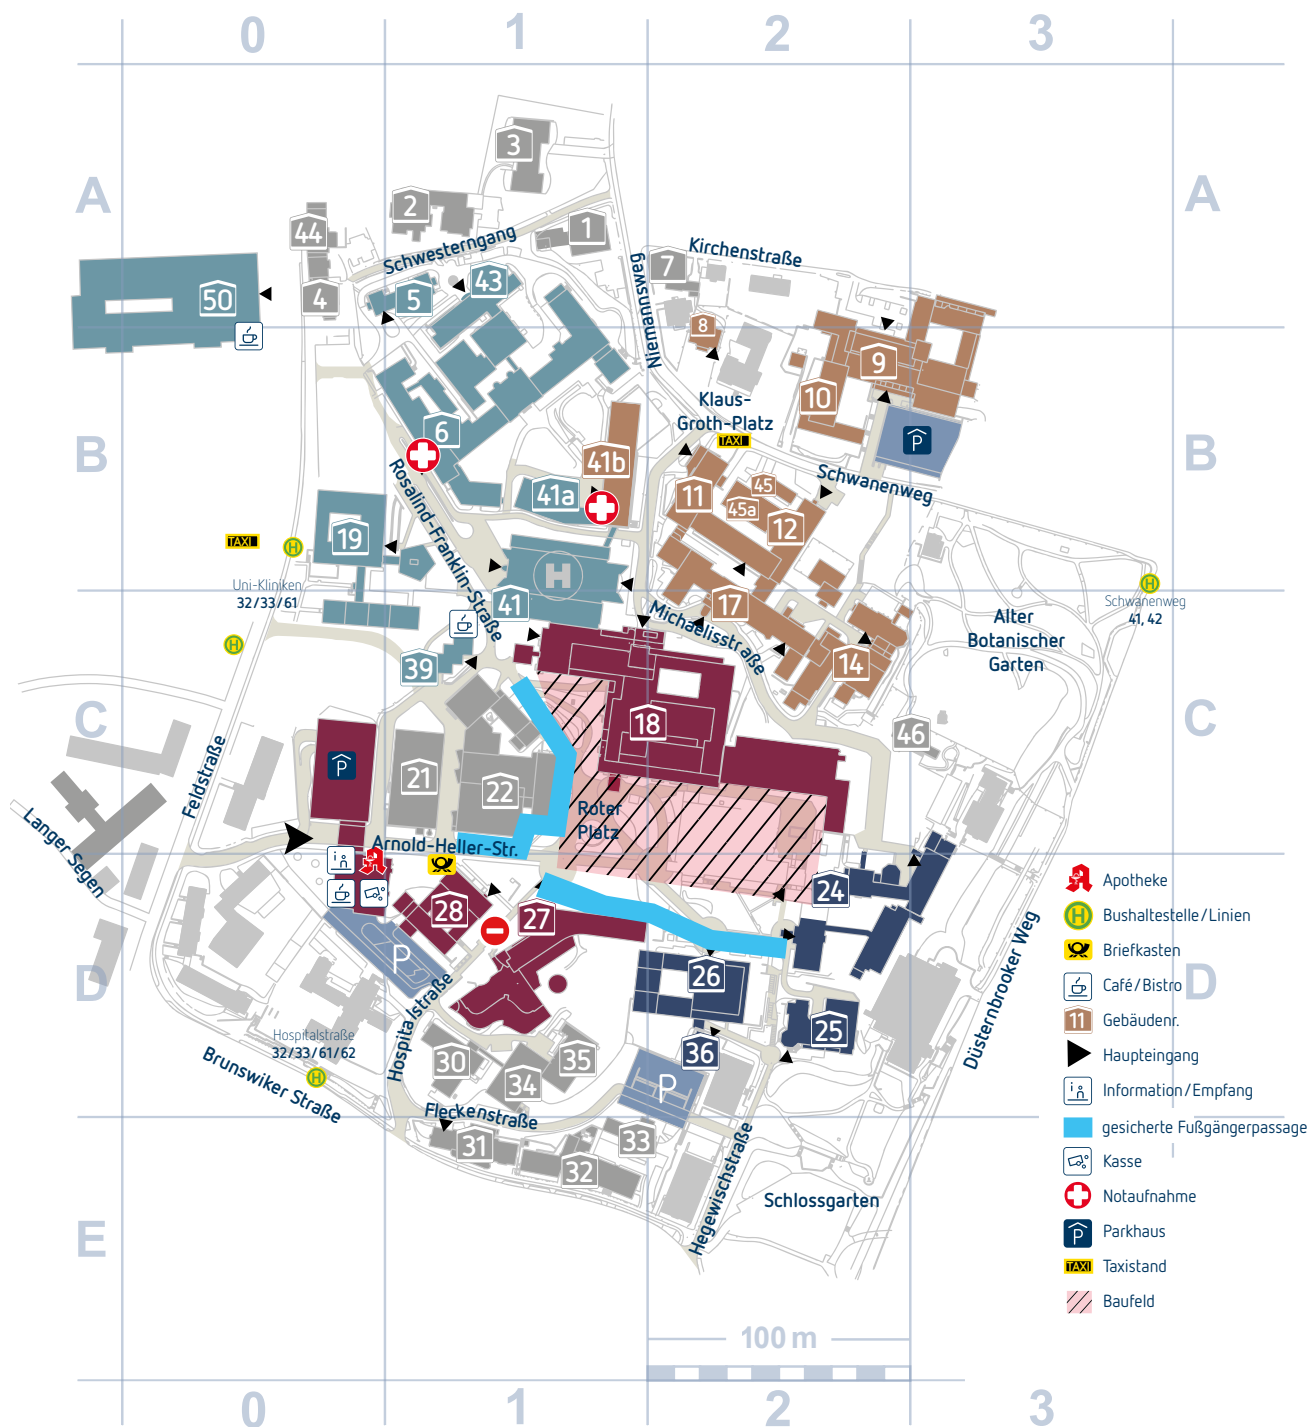 0
1
2
3
A
A
3
2
44
1
Schwesterngang
Kirchenstraße
7
Niemannsweg
50
4
5
43
8
9
10
Klaus-
Groth-Platz
TAXI
P
6
B
B
41b
Schwanenweg
11
45
45a
12
41a
Rosalind-Franklin-Straße
19
TAXI
H
H
Uni-Kliniken
32/33/61
H
Schwanenweg
41, 42
41
17
Michaelisstraße
Alter
Botanischer
Garten
H
39
14
C
C
18
46
P
21
22
Feldstraße
Roter
Platz
Langer Segen
Arnold-Heller-Str.
24
28
27
P
D
D
26
25
Düsternbrooker Weg
Hospitalstraße
32/33/61/62
H
Hospitalstraße
Brunswiker Straße
30
34
35
36
P
Fleckenstraße
31
32
33
Hegewischstraße
Schlossgarten
E
Apotheke
H
Bushaltestelle/Linien
Briefkasten
Café/Bistro
11
Gebäudenr.
Haupteingang
i
Information/Empfang
gesicherte Fußgängerpassage
Kasse
Notaufnahme
P
Parkhaus
TAXI
Taxistand
Baufeld
100 m
0
1
2
3